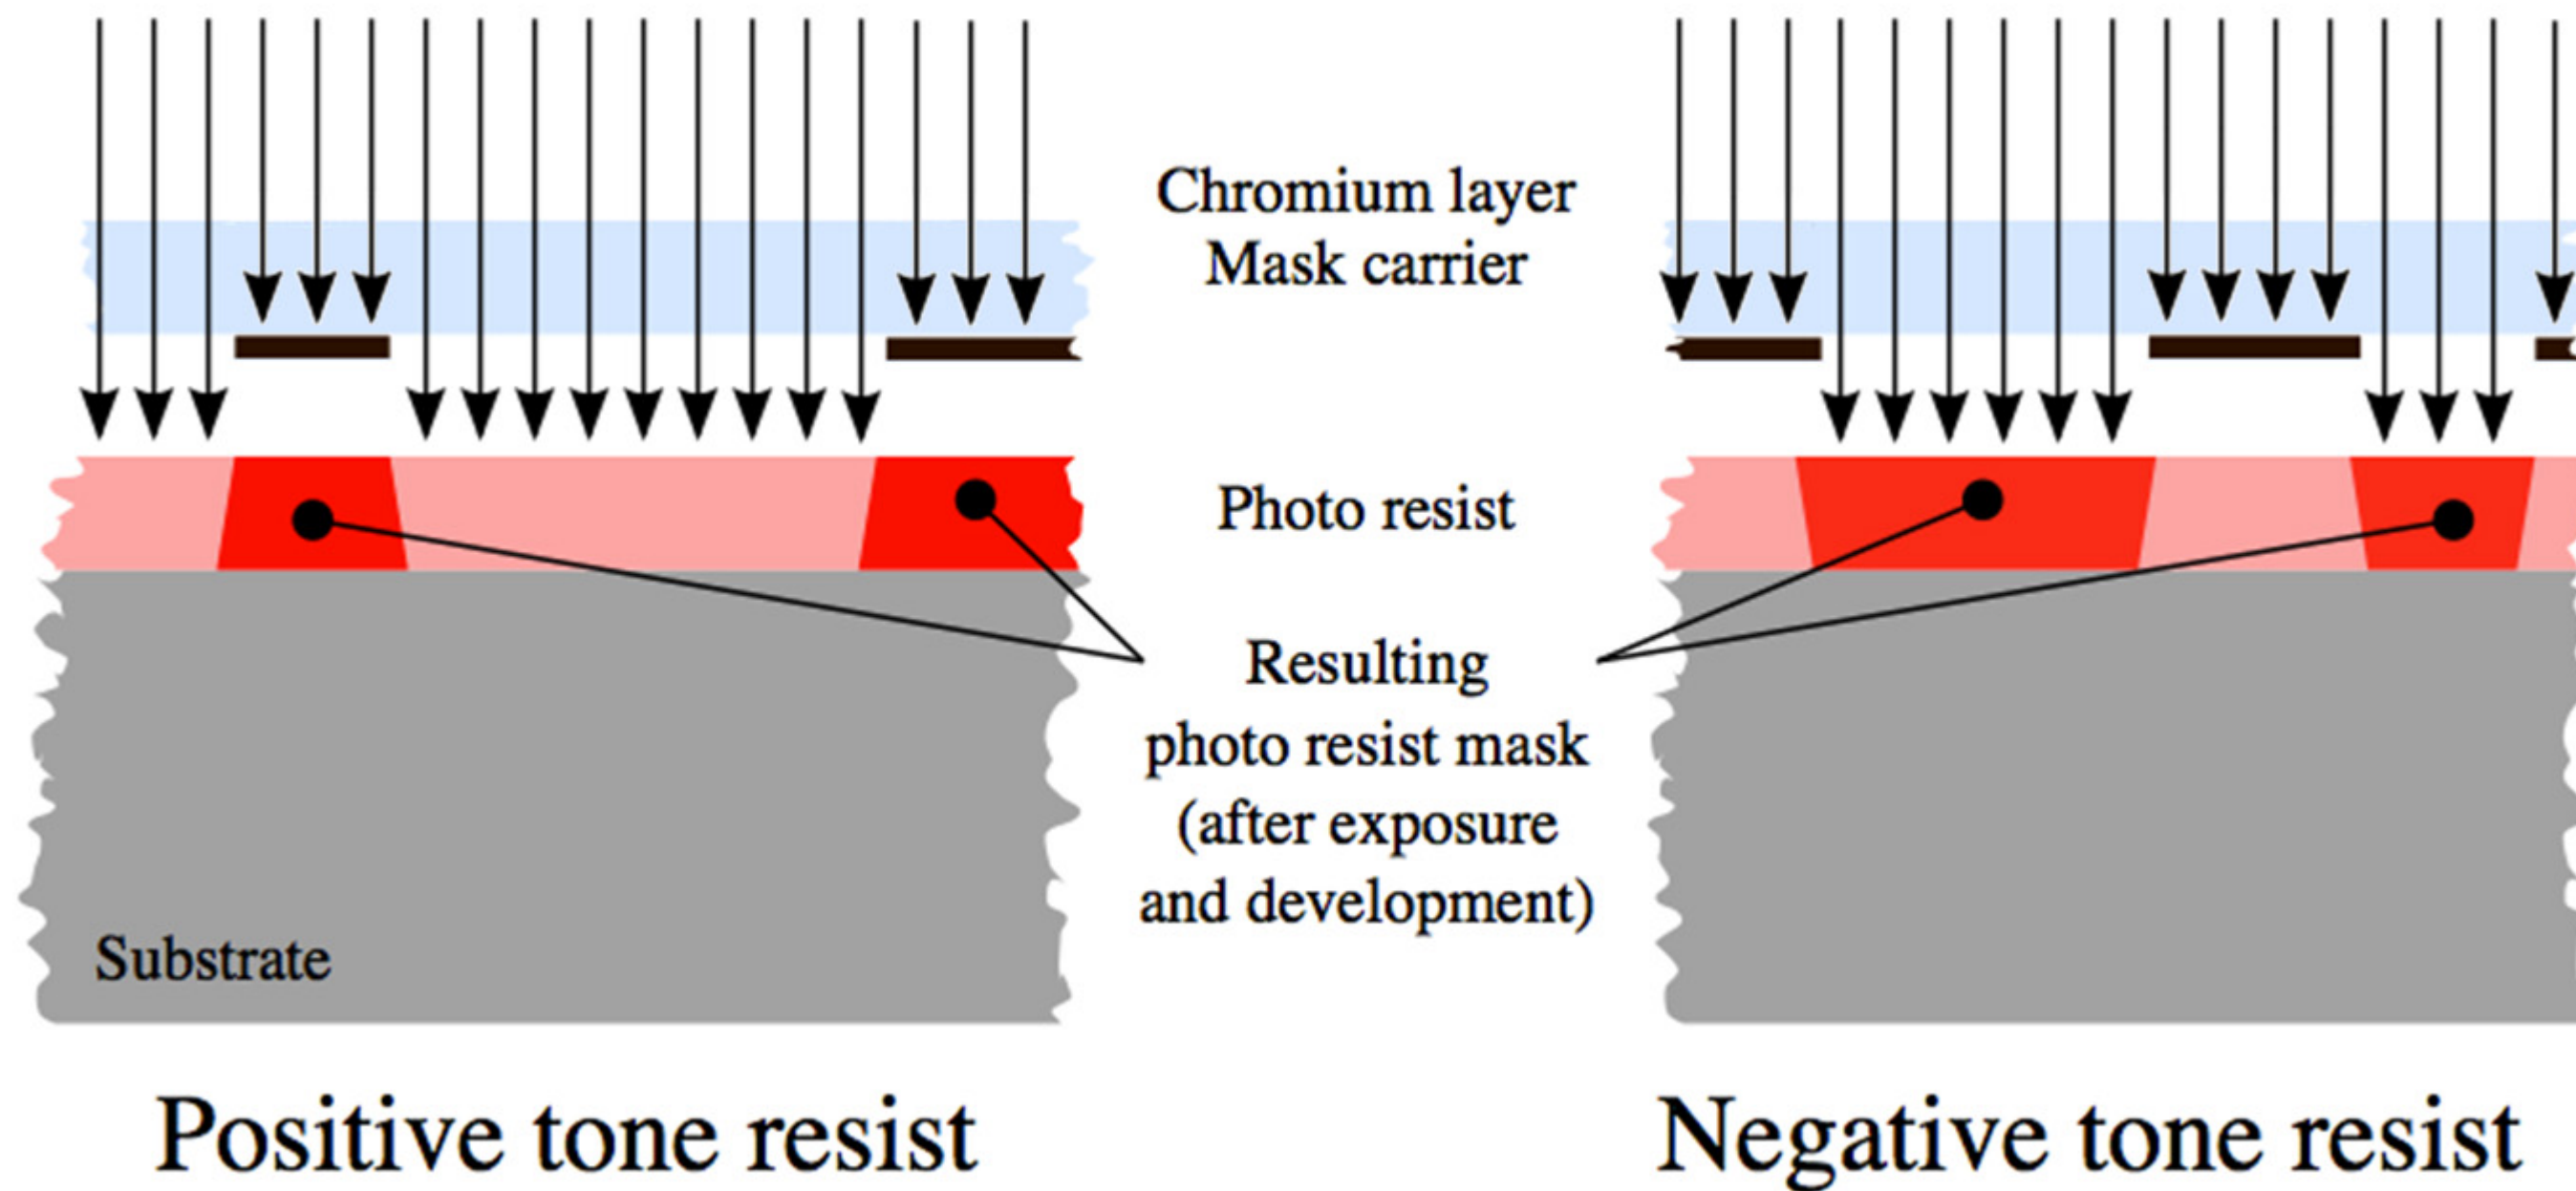 Chromium layer
Mask carrier
Photo resist
Resulting
photo resist mask
(after exposure
and development)
Substrate
Positive tone resist
Negative tone resist